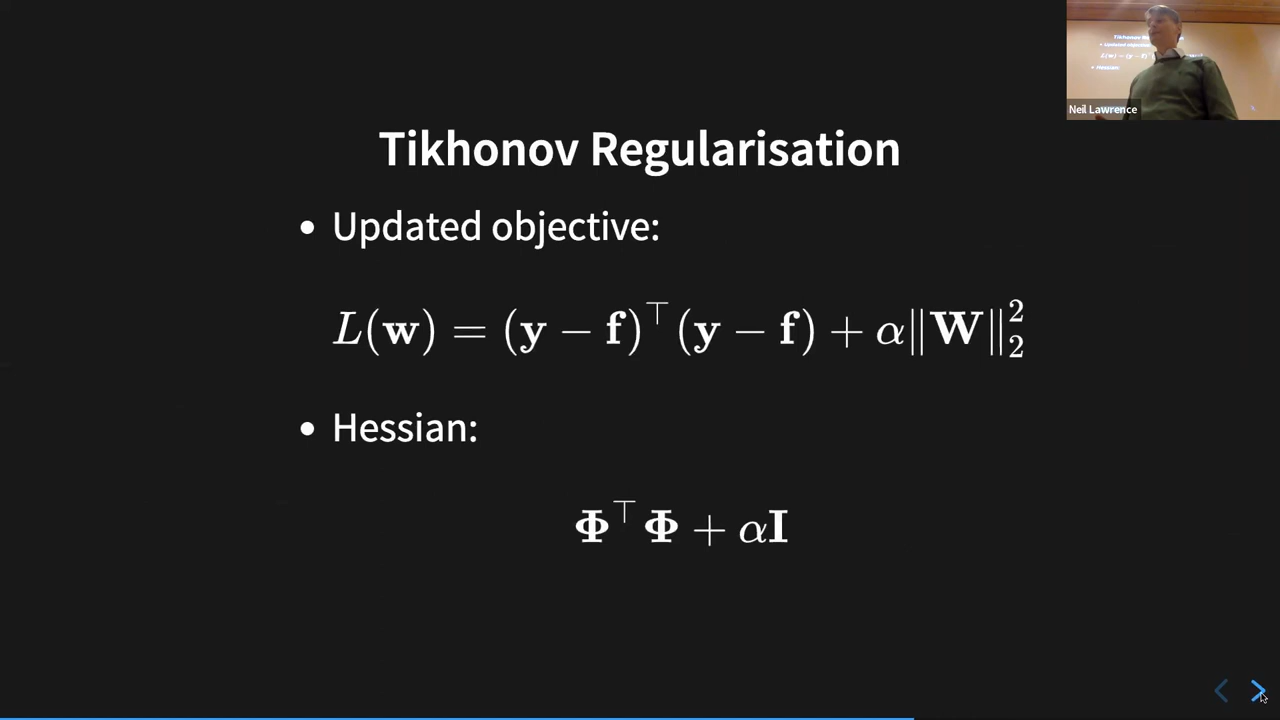 Tikhonov Regularisation
• Updated objective:
L(w) = (y − f)⊤(y − f) + α‖W‖₂²
• Hessian:
Φ⊤Φ + αI
Neil Lawrence